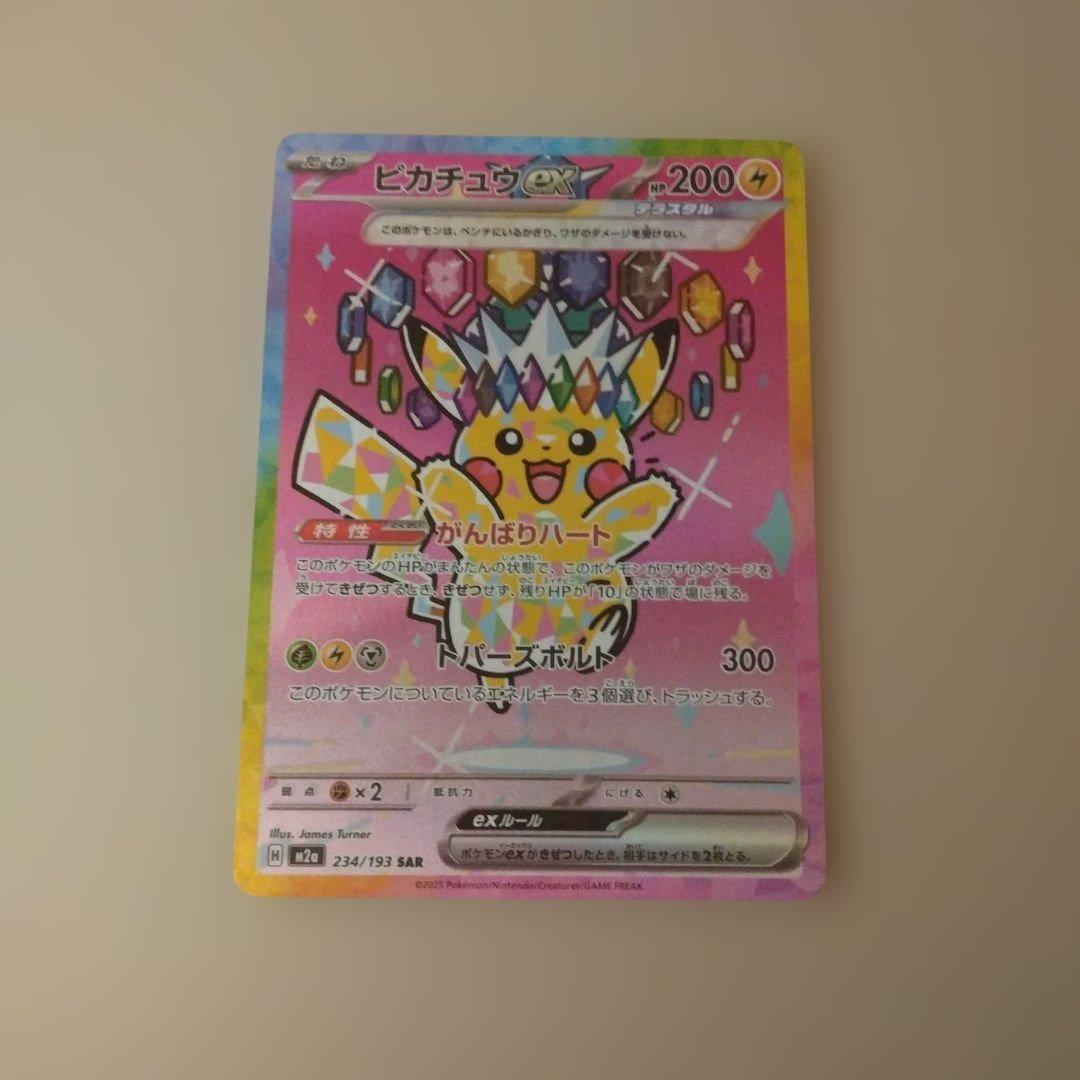 たね ピカチュウex HP200
テラスタル
このポケモンは、ベンチにいるかぎり、ワザのダメージを受けない。
特性 とくせい がんばりハート
このポケモンのHPがまんたんの状態で、このポケモンがワザのダメージを
受けてきぜつするとき、きぜつせず、残りHPが「10」の状態で場に残る。
トパーズボルト 300
このポケモンについているエネルギーを3個選び、トラッシュする。
弱点 ×2 抵抗力 にげる
exルール
ポケモンexがきぜつしたとき、相手はサイドを2枚とる。
Illus. James Turner
H M2a 234/193 SAR
©2025 Pokémon/Nintendo/Creatures/GAME FREAK